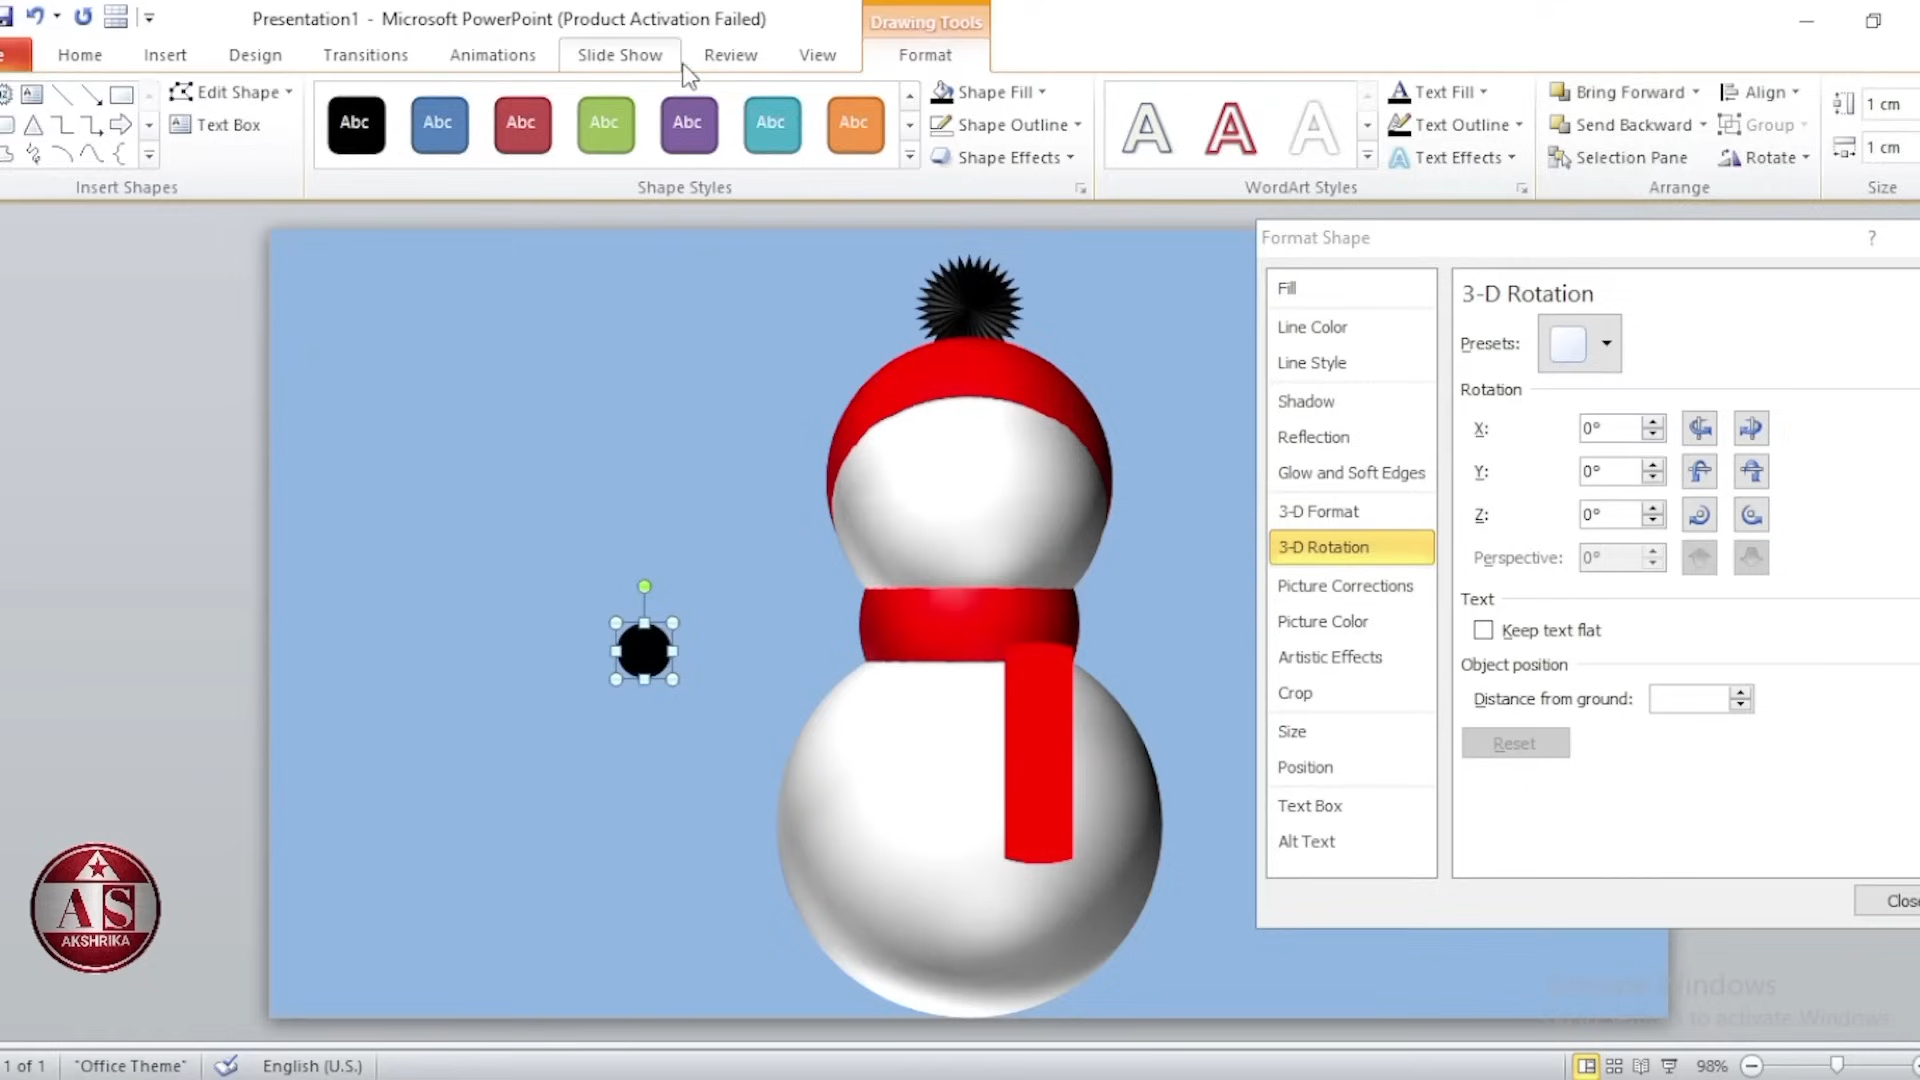 Presentation1 - Microsoft PowerPoint (Product Activation Failed)
Drawing Tools
Home Insert Design Transitions Animations Slide Show Review View Format
Edit Shape
Text Box
Insert Shapes
Abc Abc Abc Abc Abc Abc Abc
Shape Styles
Shape Fill
Shape Outline
Shape Effects
A A A
WordArt Styles
Text Fill
Text Outline
Text Effects
Bring Forward
Send Backward
Selection Pane
Align
Group
Rotate
Arrange
1 cm
1 cm
Size
Format Shape ?
Fill
Line Color
Line Style
Shadow
Reflection
Glow and Soft Edges
3-D Format
3-D Rotation
Picture Corrections
Picture Color
Artistic Effects
Crop
Size
Position
Text Box
Alt Text
3-D Rotation
Presets:
Rotation
X: 0°
Y: 0°
Z: 0°
Perspective: 0°
Text
Keep text flat
Object position
Distance from ground:
Reset
Close
AS
AKSHRIKA
Windows
to activate Windows
1 of 1 "Office Theme" English (U.S.) 98%